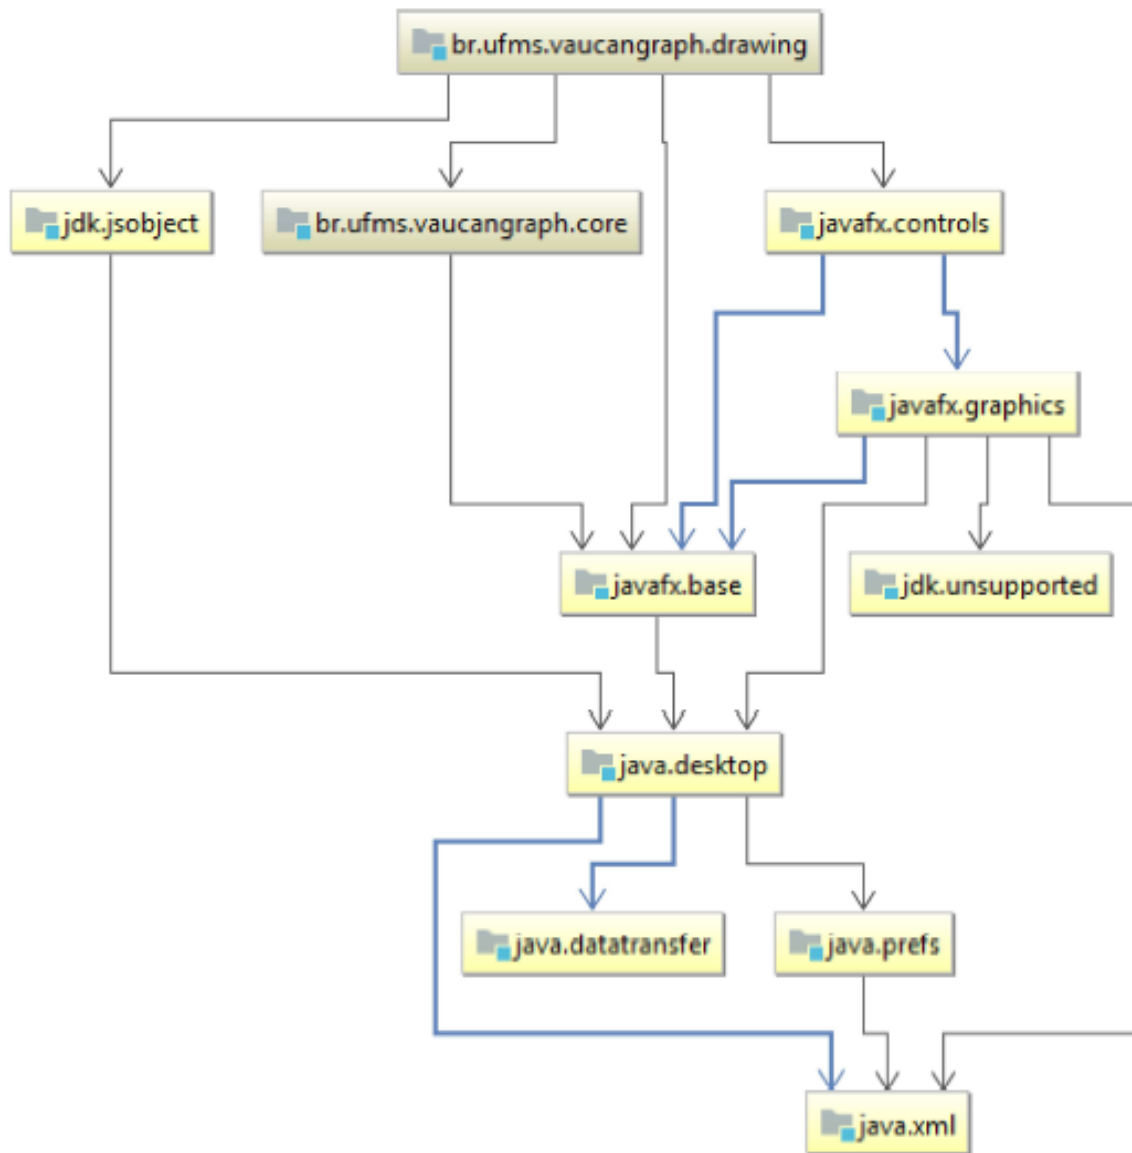 br.ufms.vaucangraph.drawing
jdk.jsobject
br.ufms.vaucangraph.core
javafx.controls
javafx.graphics
javafx.base
jdk.unsupported
java.desktop
java.datatransfer
java.prefs
java.xml